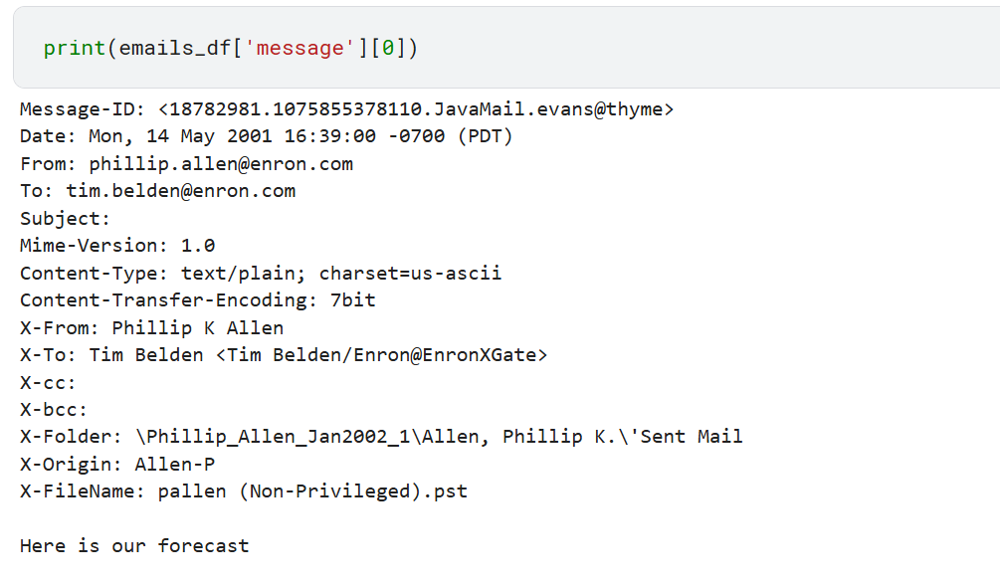 print(emails_df['message'][0])
Message-ID: <18782981.1075855378110.JavaMail.evans@thyme>
Date: Mon, 14 May 2001 16:39:00 -0700 (PDT)
From: phillip.allen@enron.com
To: tim.belden@enron.com
Subject:
Mime-Version: 1.0
Content-Type: text/plain; charset=us-ascii
Content-Transfer-Encoding: 7bit
X-From: Phillip K Allen
X-To: Tim Belden <Tim Belden/Enron@EnronXGate>
X-cc:
X-bcc:
X-Folder: \Phillip_Allen_Jan2002_1\Allen, Phillip K.\'Sent Mail
X-Origin: Allen-P
X-FileName: pallen (Non-Privileged).pst
Here is our forecast